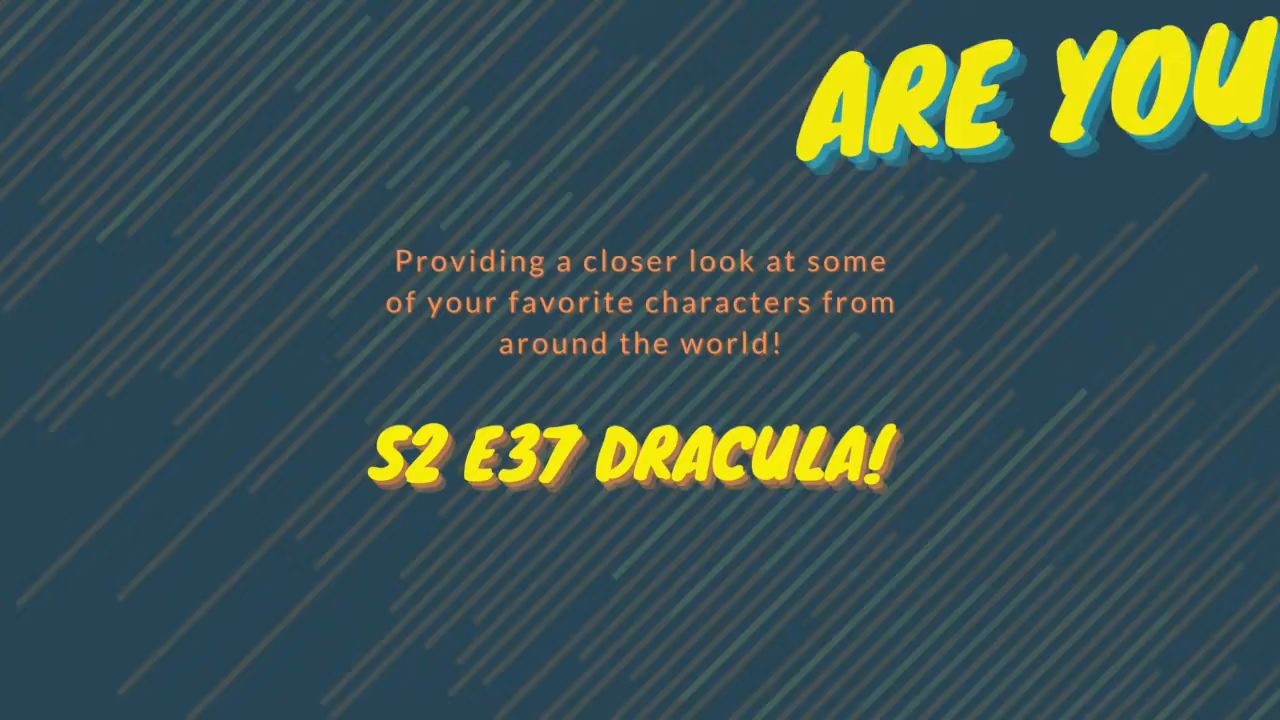 ARE YOU
Providing a closer look at some
of your favorite characters from
around the world!
S2 E37 DRACULA!